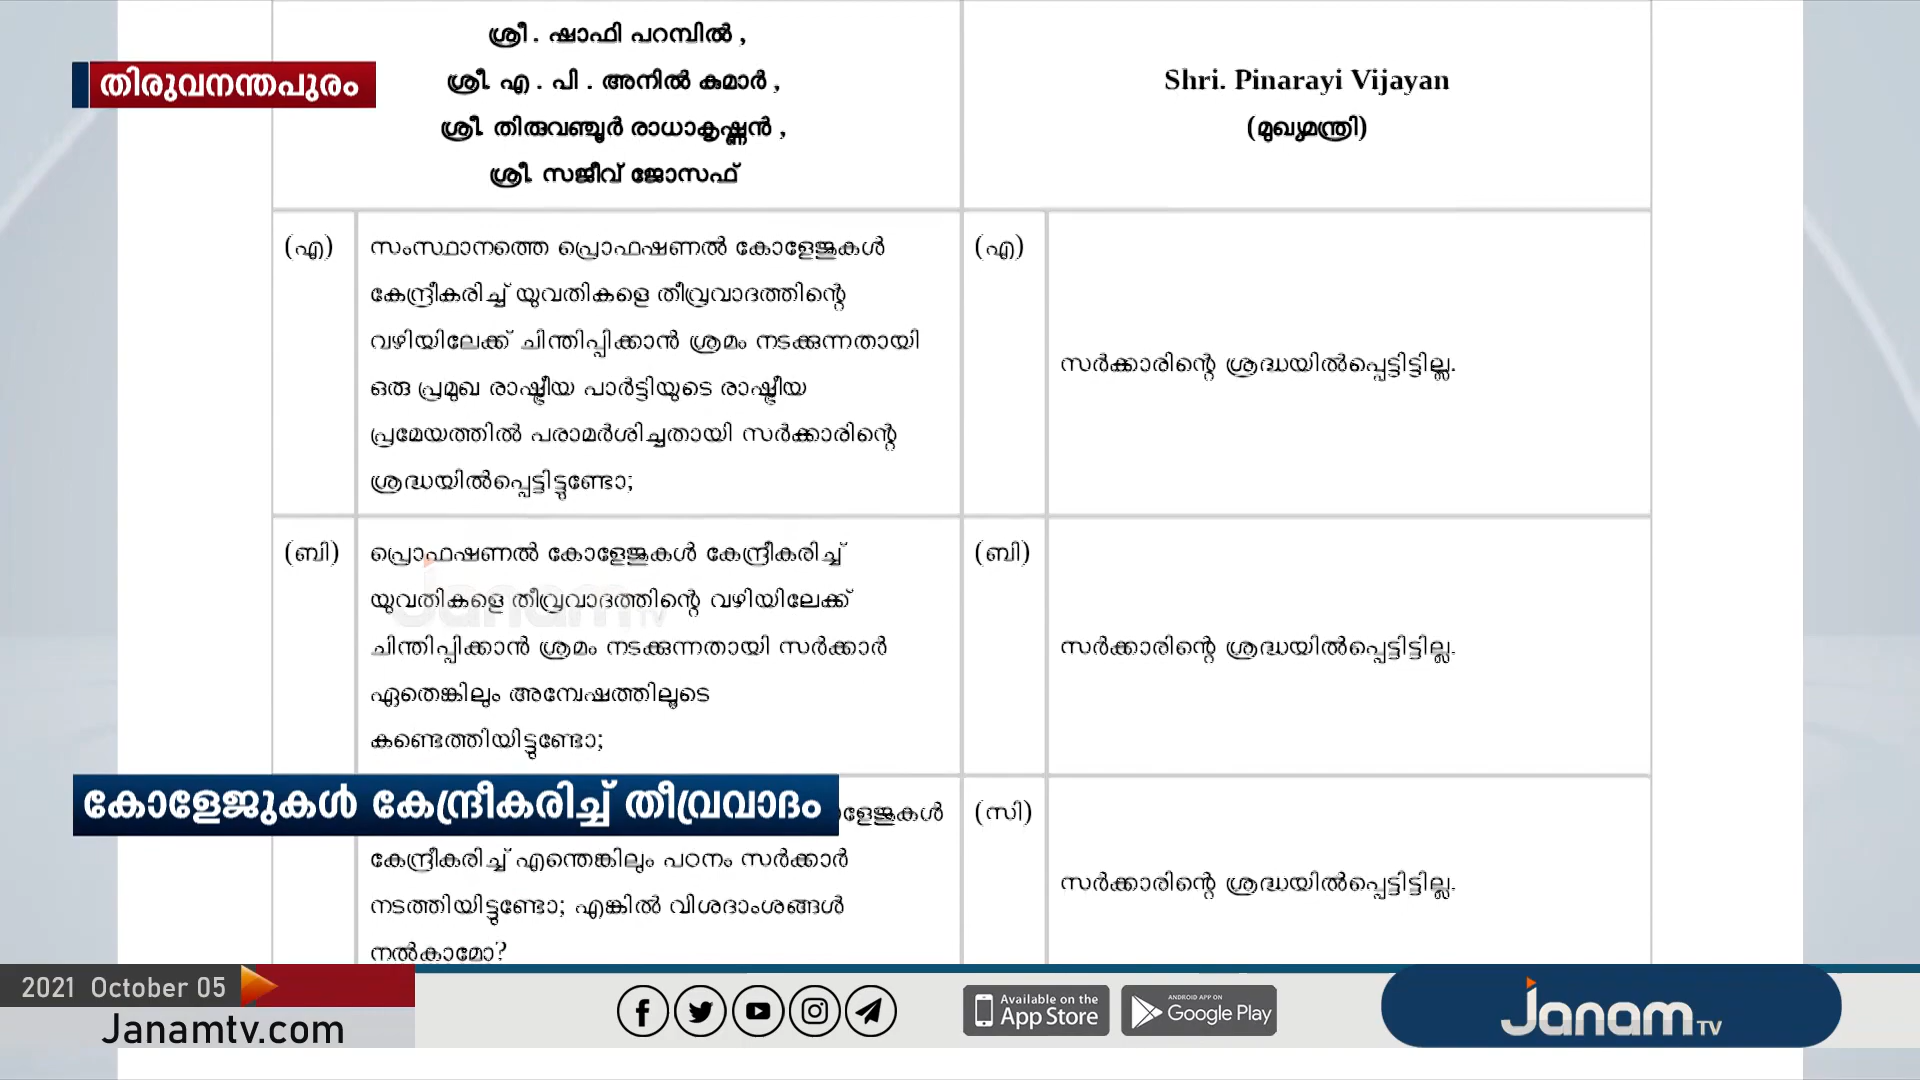 ശ്രീ . ഷാഫി പറമ്പിൽ ,
ശ്രീ. എ . പി . അനിൽ കുമാർ ,
ശ്രീ. തിരുവഞ്ചൂർ രാധാകൃഷ്ണൻ ,
ശ്രീ. സജീവ് ജോസഫ്
Shri. Pinarayi Vijayan
(മുഖ്യമന്ത്രി)
തിരുവനന്തപുരം
(എ)
സംസ്ഥാനത്തെ പ്രൊഫഷണൽ കോളേജുകൾ
കേന്ദ്രീകരിച്ച് യുവതികളെ തീവ്രവാദത്തിന്റെ
വഴിയിലേക്ക് ചിന്തിപ്പിക്കാൻ ശ്രമം നടക്കുന്നതായി
ഒരു പ്രമുഖ രാഷ്ട്രീയ പാർട്ടിയുടെ രാഷ്ട്രീയ
പ്രമേയത്തിൽ പരാമർശിച്ചതായി സർക്കാരിന്റെ
ശ്രദ്ധയിൽപ്പെട്ടിട്ടുണ്ടോ;
(എ)
സർക്കാരിന്റെ ശ്രദ്ധയിൽപ്പെട്ടിട്ടില്ല.
(ബി)
പ്രൊഫഷണൽ കോളേജുകൾ കേന്ദ്രീകരിച്ച്
യുവതികളെ തീവ്രവാദത്തിന്റെ വഴിയിലേക്ക്
ചിന്തിപ്പിക്കാൻ ശ്രമം നടക്കുന്നതായി സർക്കാർ
ഏതെങ്കിലും അന്വേഷത്തിലൂടെ
കണ്ടെത്തിയിട്ടുണ്ടോ;
(ബി)
സർക്കാരിന്റെ ശ്രദ്ധയിൽപ്പെട്ടിട്ടില്ല.
Janam TV
കോളേജുകൾ കേന്ദ്രീകരിച്ച് തീവ്രവാദം
ളേജുകൾ
കേന്ദ്രീകരിച്ച് എന്തെങ്കിലും പഠനം സർക്കാർ
നടത്തിയിട്ടുണ്ടോ; എങ്കിൽ വിശദാംശങ്ങൾ
നൽകാമോ?
(സി)
സർക്കാരിന്റെ ശ്രദ്ധയിൽപ്പെട്ടിട്ടില്ല.
2021 October 05
Janamtv.com
Available on the
App Store
ANDROID APP ON
Google Play
Janam TV